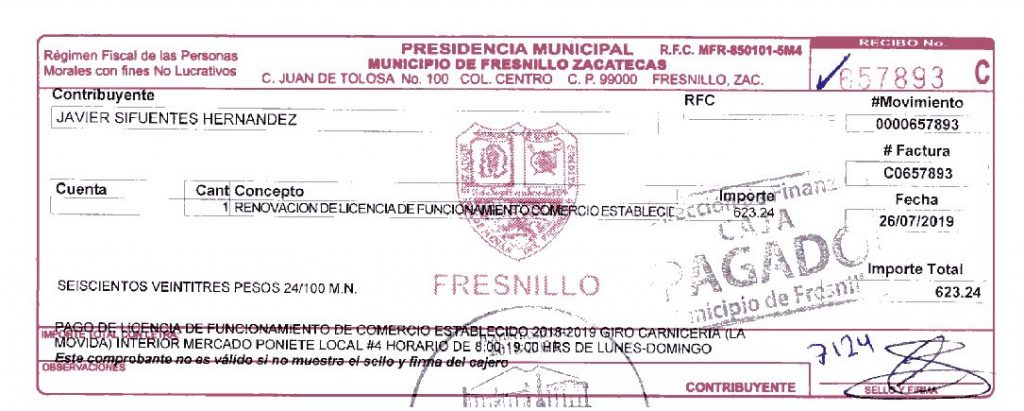 Régimen Fiscal de las Personas
Morales con fines No Lucrativos
PRESIDENCIA MUNICIPAL
MUNICIPIO DE FRESNILLO ZACATECAS
C. JUAN DE TOLOSA No. 100 COL. CENTRO C. P. 99000 FRESNILLO, ZAC.
R.F.C. MFR-850101-5M4
RECIBO No.
657893 C
Contribuyente
RFC
#Movimiento
JAVIER SIFUENTES HERNANDEZ
0000657893
# Factura
C0657893
Cuenta
Cant Concepto
Importe
Fecha
1 RENOVACION DE LICENCIA DE FUNCIONAMIENTO COMERCIO ESTABLECID
623.24
26/07/2019
CAJA
PAGADO
FRESNILLO
Importe Total
SEISCIENTOS VEINTITRES PESOS 24/100 M.N.
623.24
IMPORTE TOTAL CON LETRA
PAGO DE LICENCIA DE FUNCIONAMIENTO DE COMERCIO ESTABLECIDO 2018-2019 GIRO CARNICERIA (LA
MOVIDA) INTERIOR MERCADO PONIETE LOCAL #4 HORARIO DE 8:00-19:00 HRS DE LUNES-DOMINGO
Este comprobante no es válido si no muestra el sello y firma del cajero
OBSERVACIONES
7124
CONTRIBUYENTE
SELLO Y FIRMA